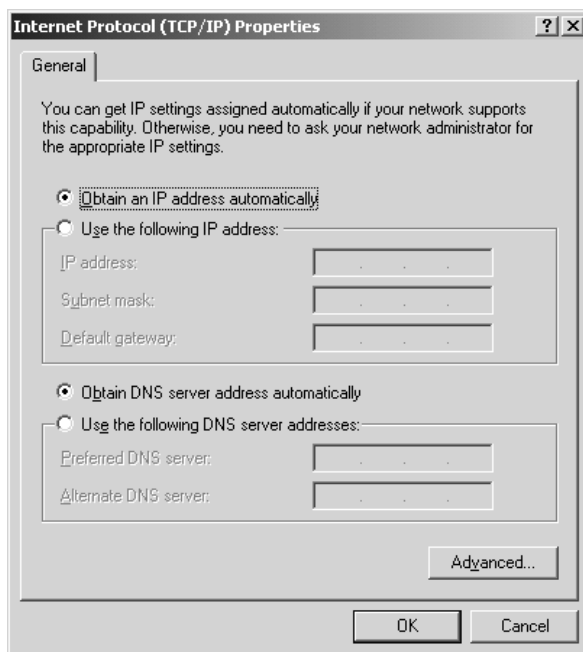 Internet Protocol (TCP/IP) Properties
General
You can get IP settings assigned automatically if your network supports
this capability. Otherwise, you need to ask your network administrator for
the appropriate IP settings.
Obtain an IP address automatically
Use the following IP address:
IP address:
Subnet mask:
Default gateway:
Obtain DNS server address automatically
Use the following DNS server addresses:
Preferred DNS server:
Alternate DNS server:
Advanced...
OK Cancel